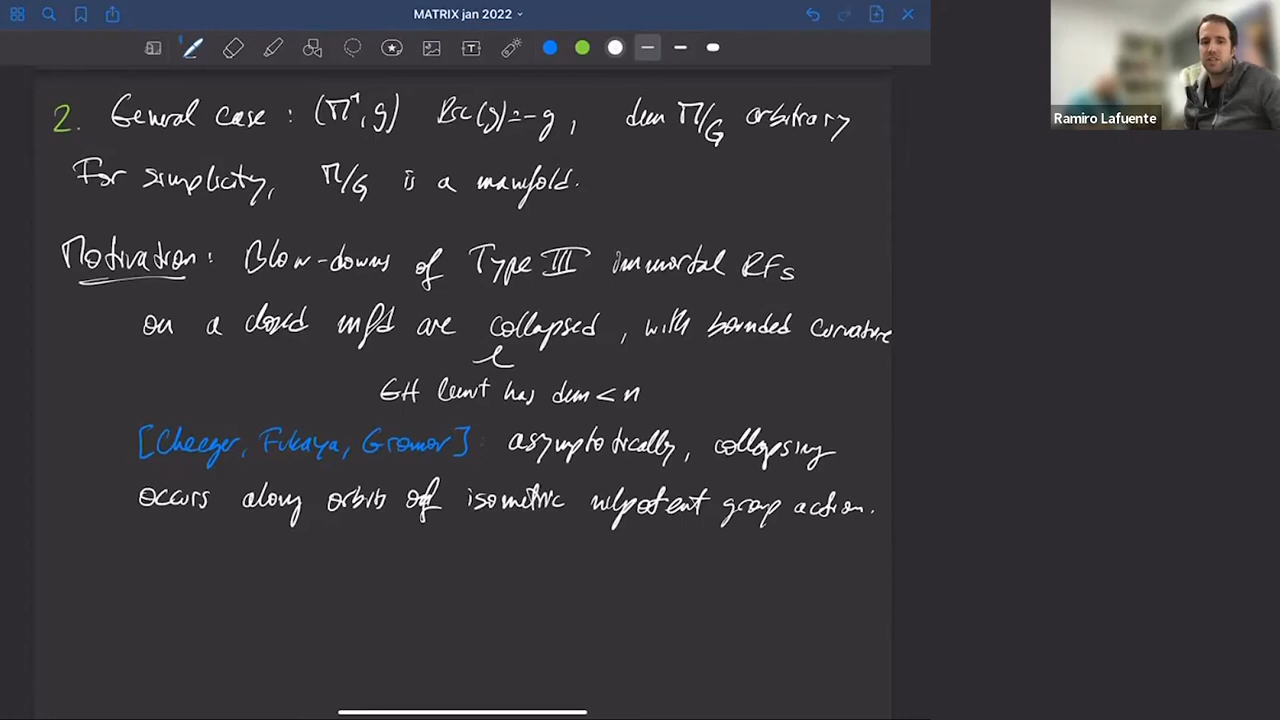 MATRIX jan 2022
Ramiro Lafuente
2. General case : (Mⁿ, g) Ric(g) = -g , dim M/G arbitrary
For simplicity, M/G is a manifold.
Motivation: Blow-downs of Type III immortal RFs
on a closed mfd are collapsed , with bounded curvature
GH limit has dim < n
[Cheeger, Fukaya, Gromov] : asymptotically, collapsing
occurs along orbits of isometric nilpotent group action.